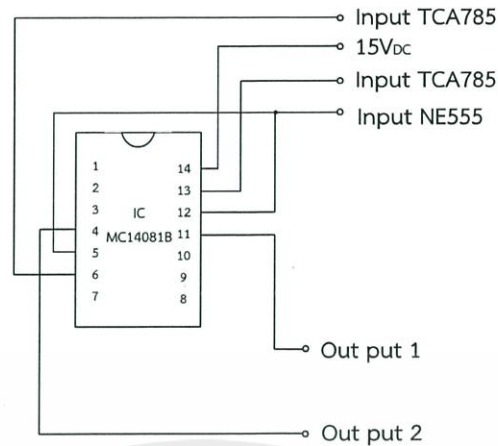 Input TCA785
15VDC
Input TCA785
Input NE555
1 14
2 13
3 IC 12
4 MC14081B 11
5 10
6 9
7 8
Out put 1
Out put 2